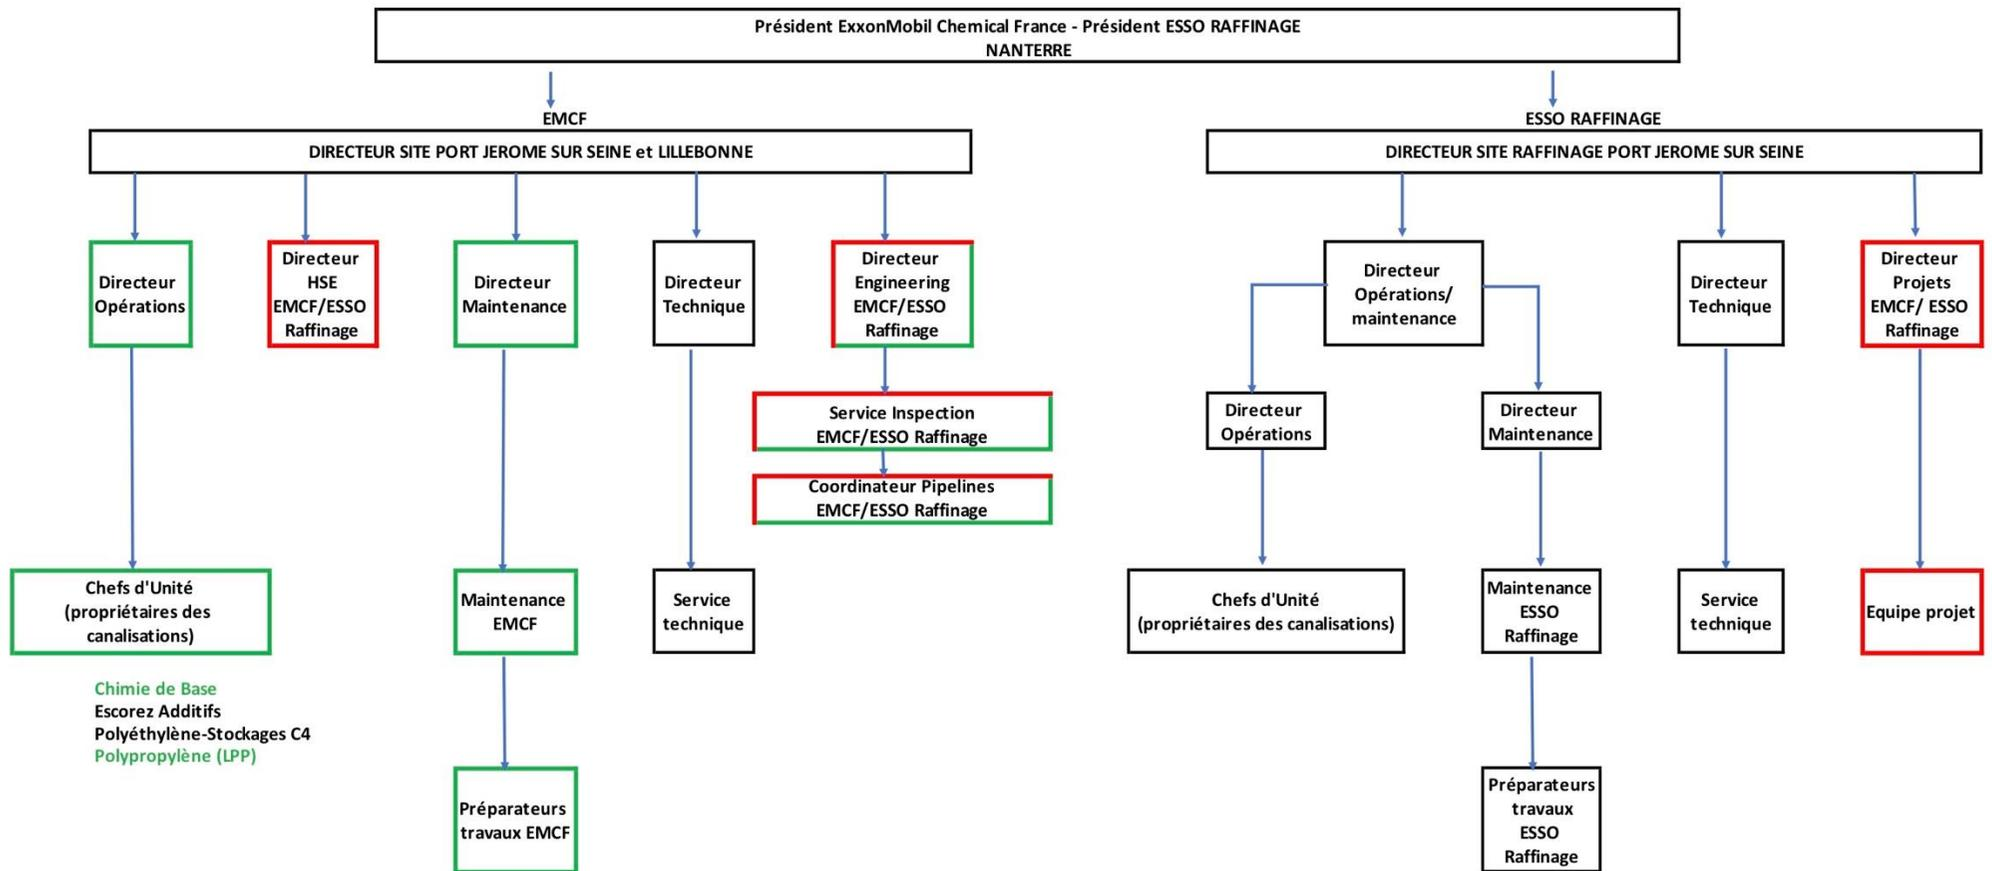 Président ExxonMobil Chemical France - Président ESSO RAFFINAGE
NANTERRE
EMCF
DIRECTEUR SITE PORT JEROME SUR SEINE et LILLEBONNE
ESSO RAFFINAGE
DIRECTEUR SITE RAFFINAGE PORT JEROME SUR SEINE
Directeur
Opérations
Directeur
HSE
EMCF/ESSO
Raffinage
Directeur
Maintenance
Directeur
Technique
Directeur
Engineering
EMCF/ESSO
Raffinage
Directeur
Opérations/
maintenance
Directeur
Technique
Directeur
Projets
EMCF/ ESSO
Raffinage
Service Inspection
EMCF/ESSO Raffinage
Coordinateur Pipelines
EMCF/ESSO Raffinage
Directeur
Opérations
Directeur
Maintenance
Chefs d'Unité
(propriétaires des
canalisations)
Maintenance
EMCF
Service
technique
Chefs d'Unité
(propriétaires des canalisations)
Maintenance
ESSO
Raffinage
Service
technique
Equipe projet
Chimie de Base
Escorez Additifs
Polyéthylène-Stockages C4
Polypropylène (LPP)
Préparateurs
travaux EMCF
Préparateurs
travaux
ESSO
Raffinage